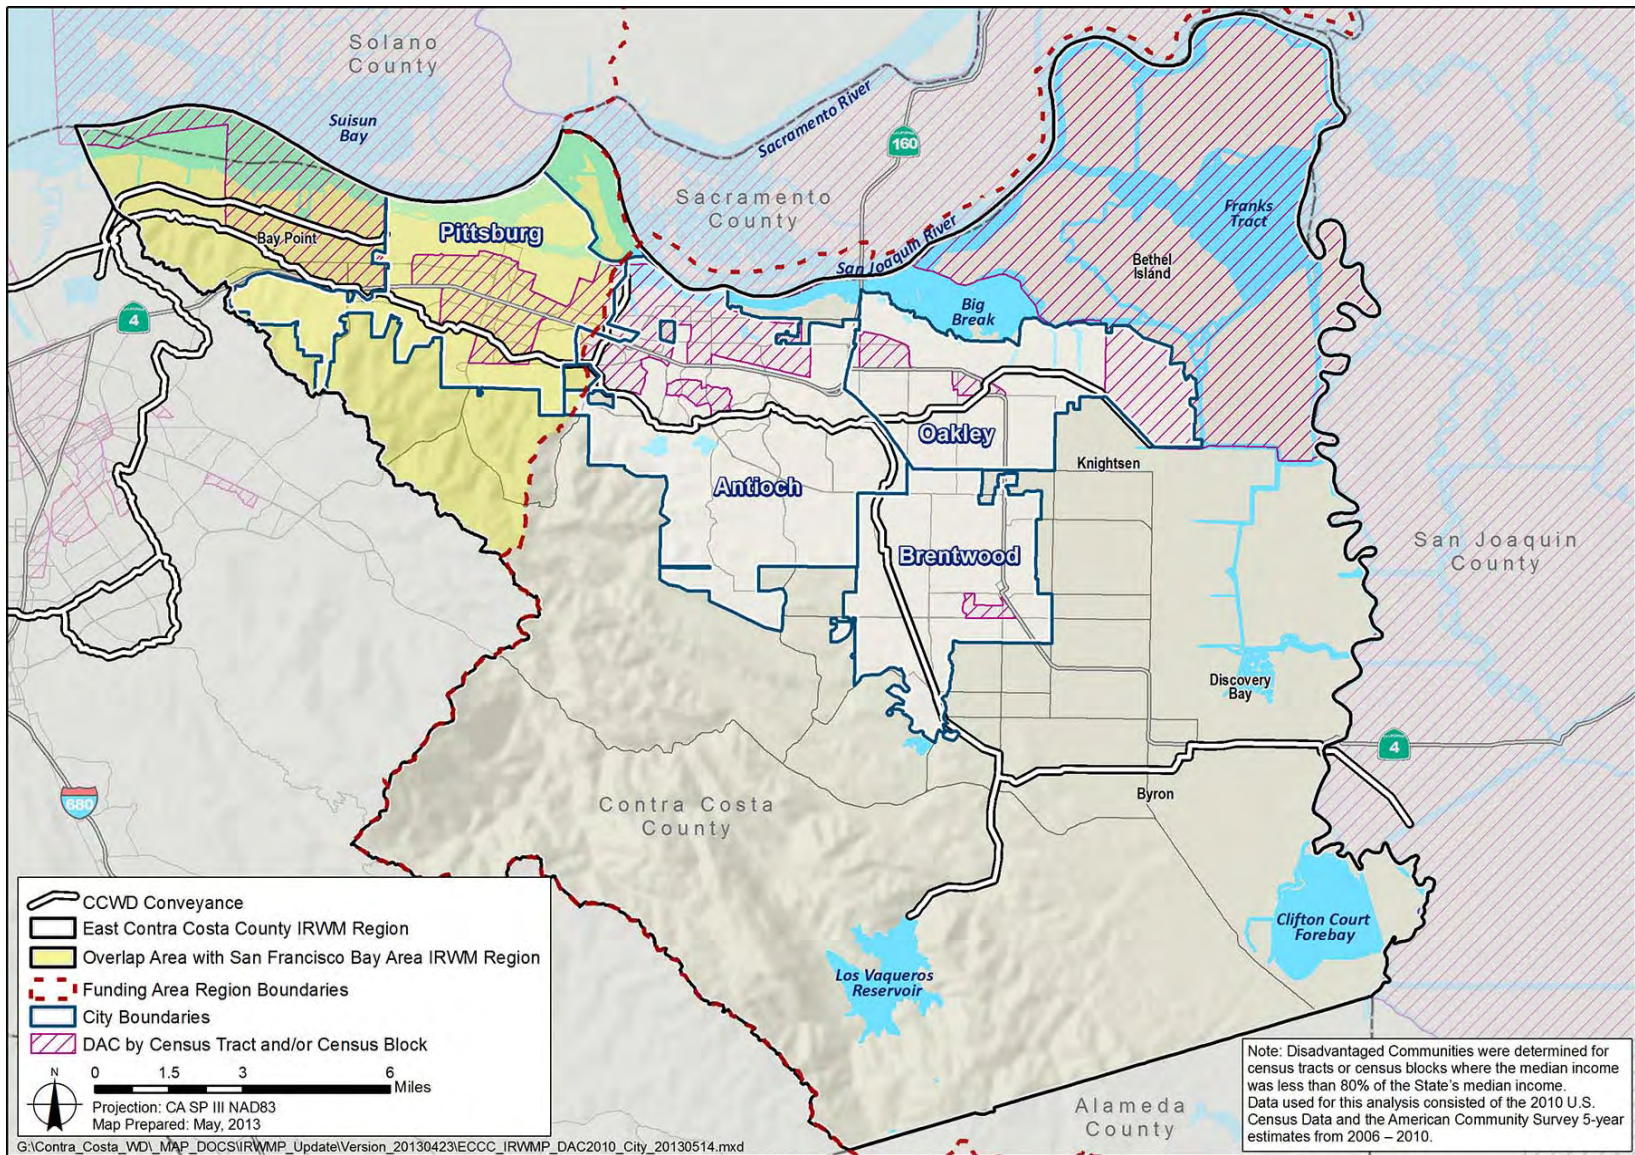 Solano
County
Suisun
Bay
Sacramento River
160
Sacramento
County
Franks
Tract
Pittsburg
Bay Point
San Joaquin River
Bethel
Island
Big
Break
4
Oakley
Knightsen
Antioch
Brentwood
San Joaquin
County
Discovery
Bay
4
Byron
680
Contra Costa
County
Clifton Court
Forebay
Los Vaqueros
Reservoir
Alameda
County
CCWD Conveyance
East Contra Costa County IRWM Region
Overlap Area with San Francisco Bay Area IRWM Region
Funding Area Region Boundaries
City Boundaries
DAC by Census Tract and/or Census Block
N
0 1.5 3 6
Miles
Projection: CA SP III NAD83
Map Prepared: May, 2013
G:\Contra_Costa_WD\_MAP_DOCS\IRWMP_Update\Version_20130423\ECCC_IRWMP_DAC2010_City_20130514.mxd
Note: Disadvantaged Communities were determined for
census tracts or census blocks where the median income
was less than 80% of the State's median income.
Data used for this analysis consisted of the 2010 U.S.
Census Data and the American Community Survey 5-year
estimates from 2006 – 2010.